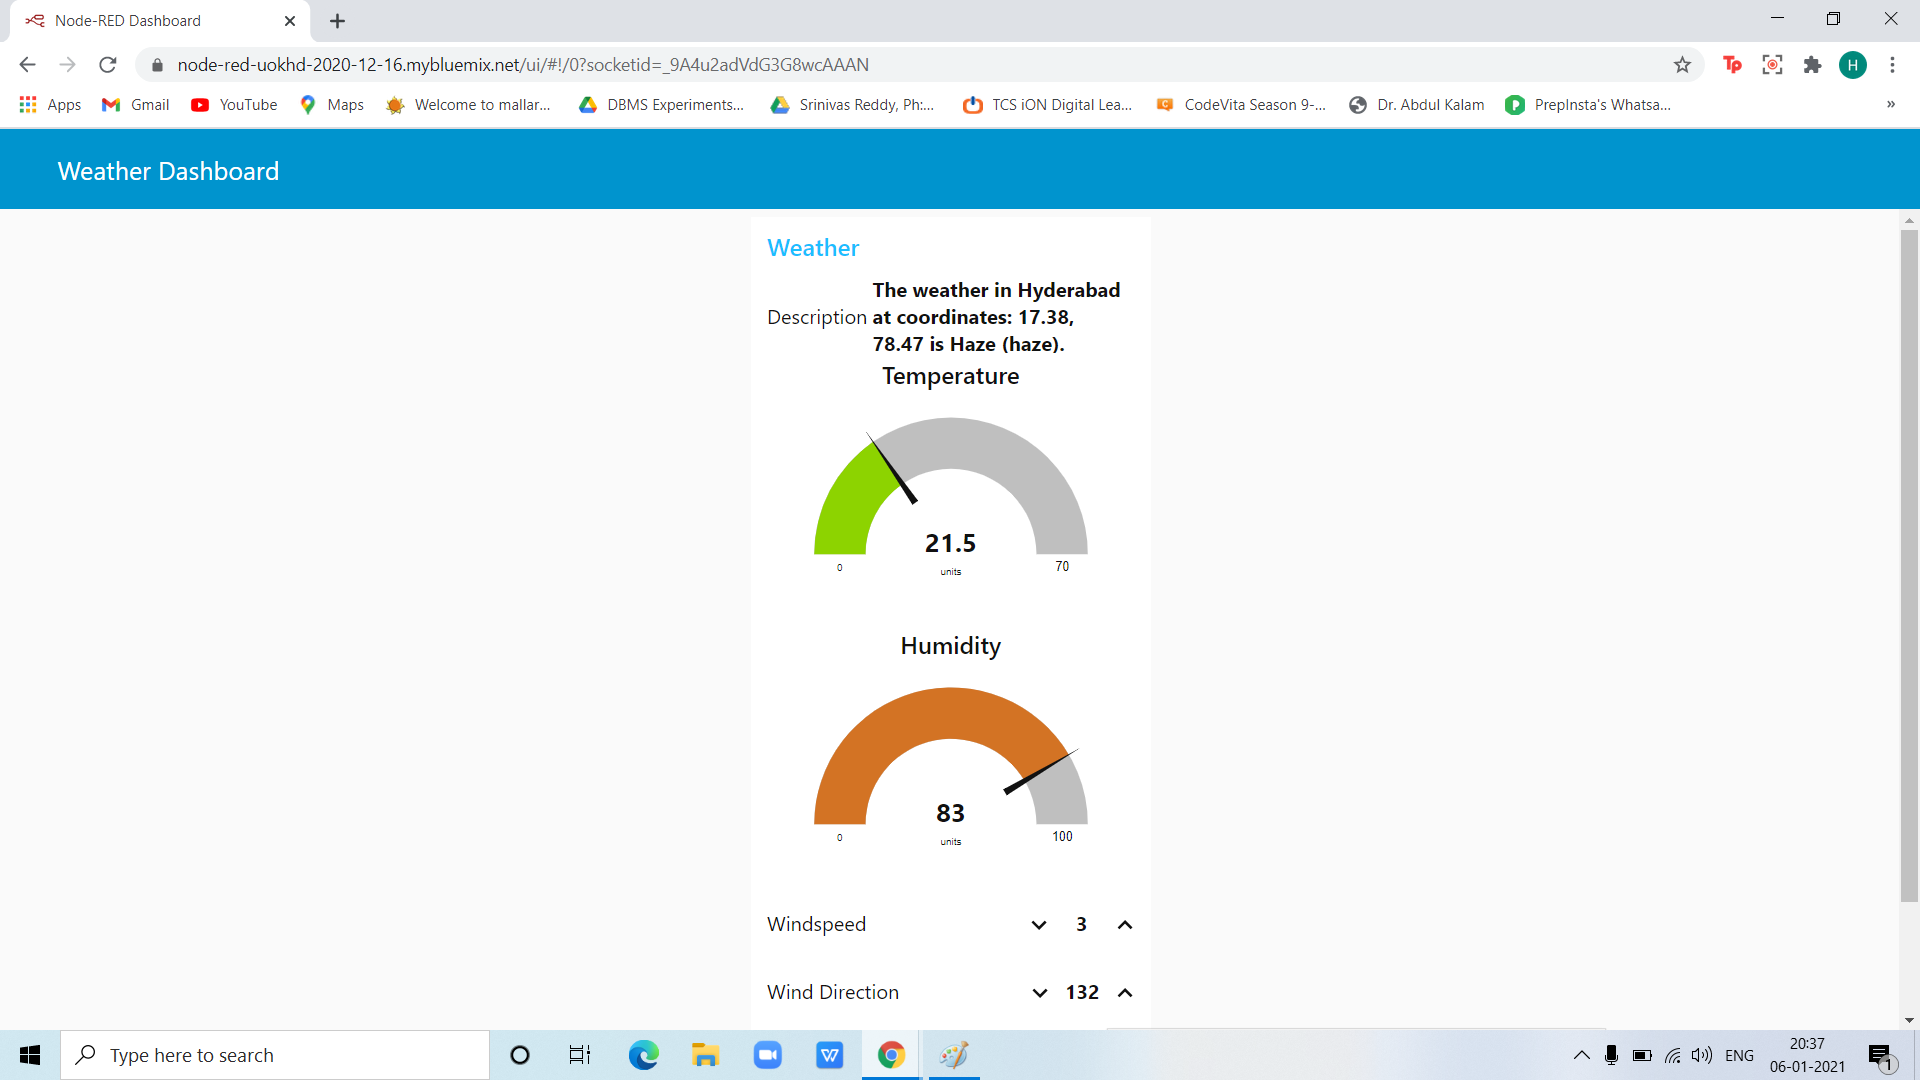 Node-RED Dashboard
node-red-uokhd-2020-12-16.mybluemix.net/ui/#!/0?socketid=_9A4u2adVdG3G8wcAAAN
Tp
H
Apps Gmail YouTube Maps Welcome to mallar... DBMS Experiments... Srinivas Reddy, Ph:... TCS iON Digital Lea... CodeVita Season 9-... Dr. Abdul Kalam PrepInsta's Whatsa... »
Weather Dashboard
Weather
Description The weather in Hyderabad
at coordinates: 17.38,
78.47 is Haze (haze).
Temperature
21.5
units
0 70
Humidity
83
units
0 100
Windspeed 3
Wind Direction 132
Type here to search
ENG
20:37
06-01-2021
1